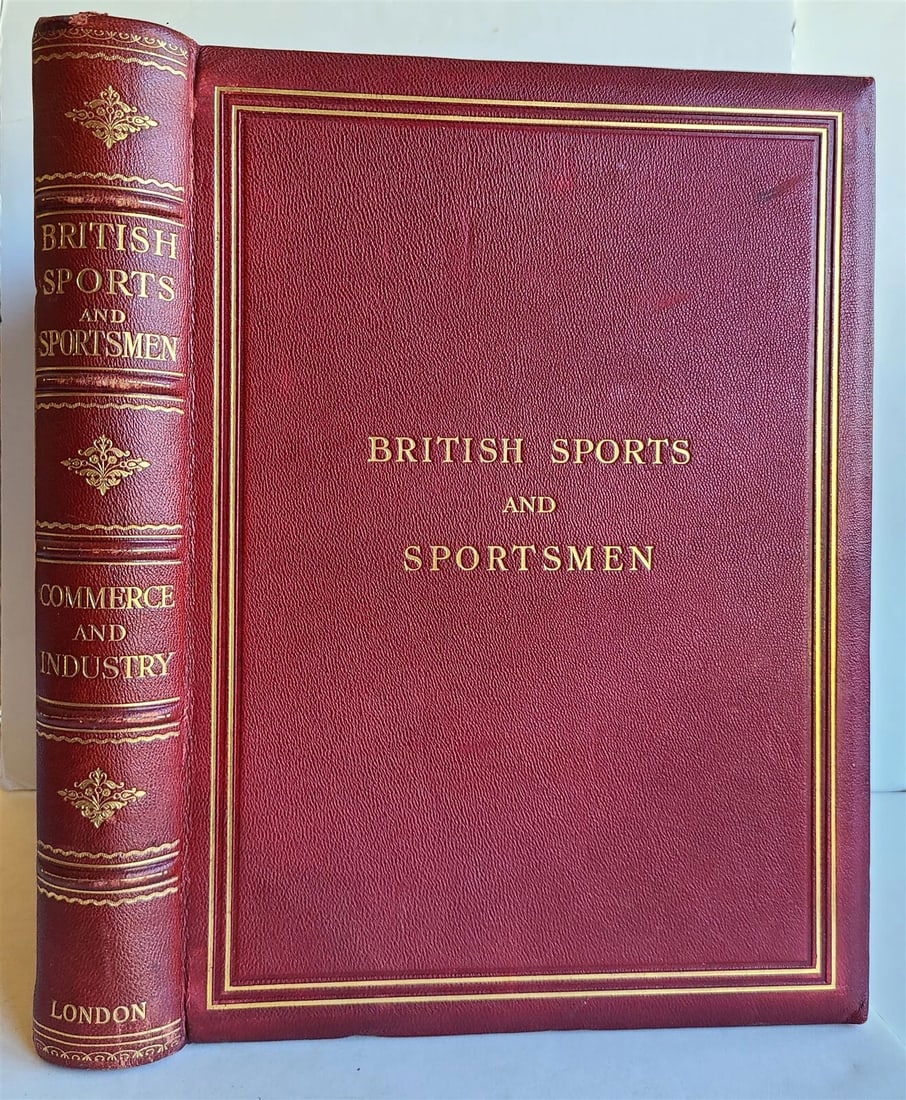 BRITISH
SPORTS
AND
SPORTSMEN
COMMERCE
AND
INDUSTRY
LONDON
BRITISH SPORTS
AND
SPORTSMEN